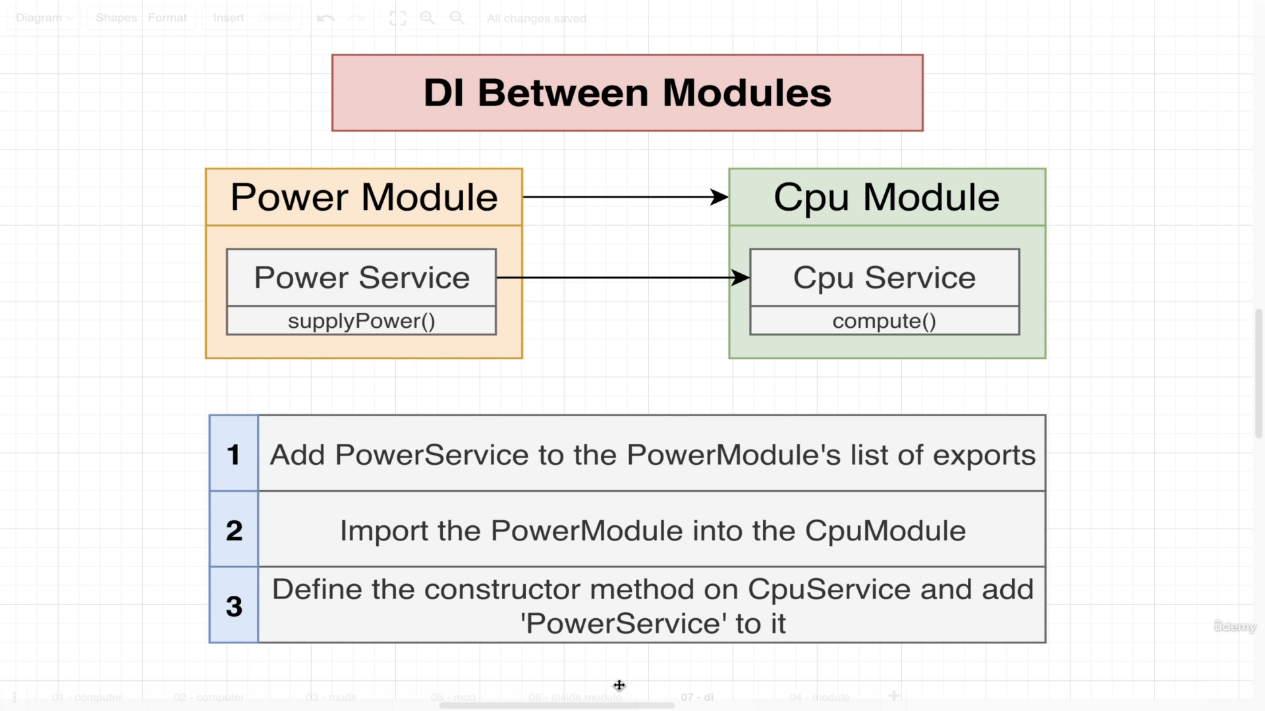 Diagram Shapes Format Insert Delete All changes saved
DI Between Modules
Power Module
Cpu Module
Power Service
Cpu Service
supplyPower()
compute()
1 Add PowerService to the PowerModule's list of exports
2 Import the PowerModule into the CpuModule
3 Define the constructor method on CpuService and add
'PowerService' to it
ûdemy
01 - computer 02 - computer 03 - mods 05 - mod 06 - inside module 07 - di 04 - module